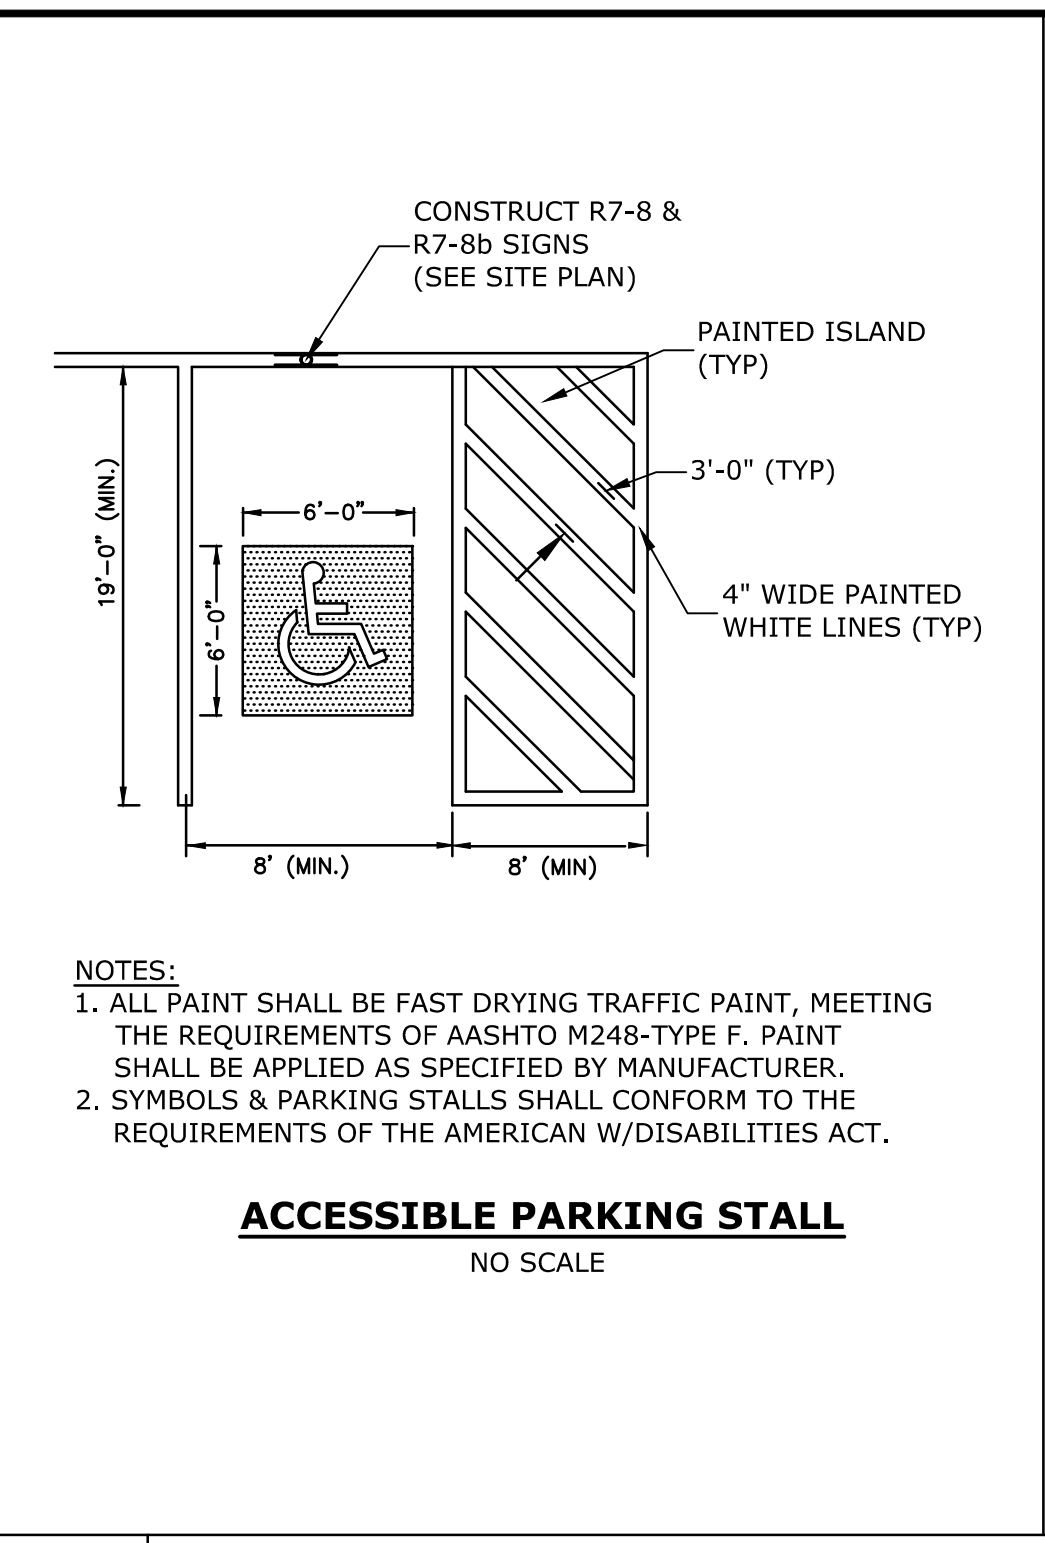 CONSTRUCT R7-8 &
R7-8b SIGNS
(SEE SITE PLAN)
PAINTED ISLAND
(TYP)
3'-0" (TYP)
19'-0" (MIN.)
6'-0"
6'-0"
4" WIDE PAINTED
WHITE LINES (TYP)
8' (MIN.)
8' (MIN)
NOTES:
1. ALL PAINT SHALL BE FAST DRYING TRAFFIC PAINT, MEETING
THE REQUIREMENTS OF AASHTO M248-TYPE F. PAINT
SHALL BE APPLIED AS SPECIFIED BY MANUFACTURER.
2. SYMBOLS & PARKING STALLS SHALL CONFORM TO THE
REQUIREMENTS OF THE AMERICAN W/DISABILITIES ACT.
ACCESSIBLE PARKING STALL
NO SCALE